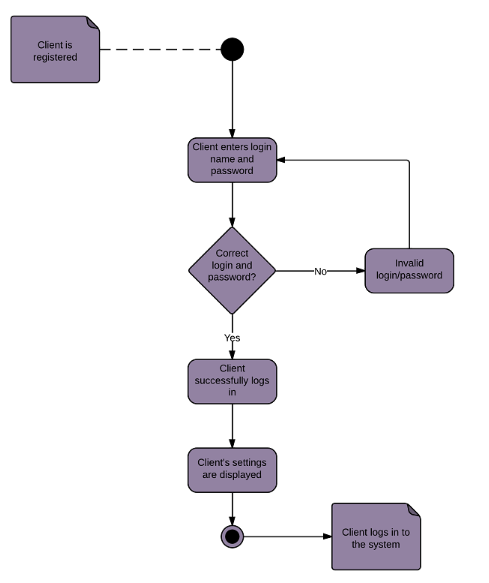 Client is
registered
Client enters login
name and
password
Correct
login and
password?
No
Invalid
login/password
Yes
Client
successfully logs
in
Client's settings
are displayed
Client logs in to
the system